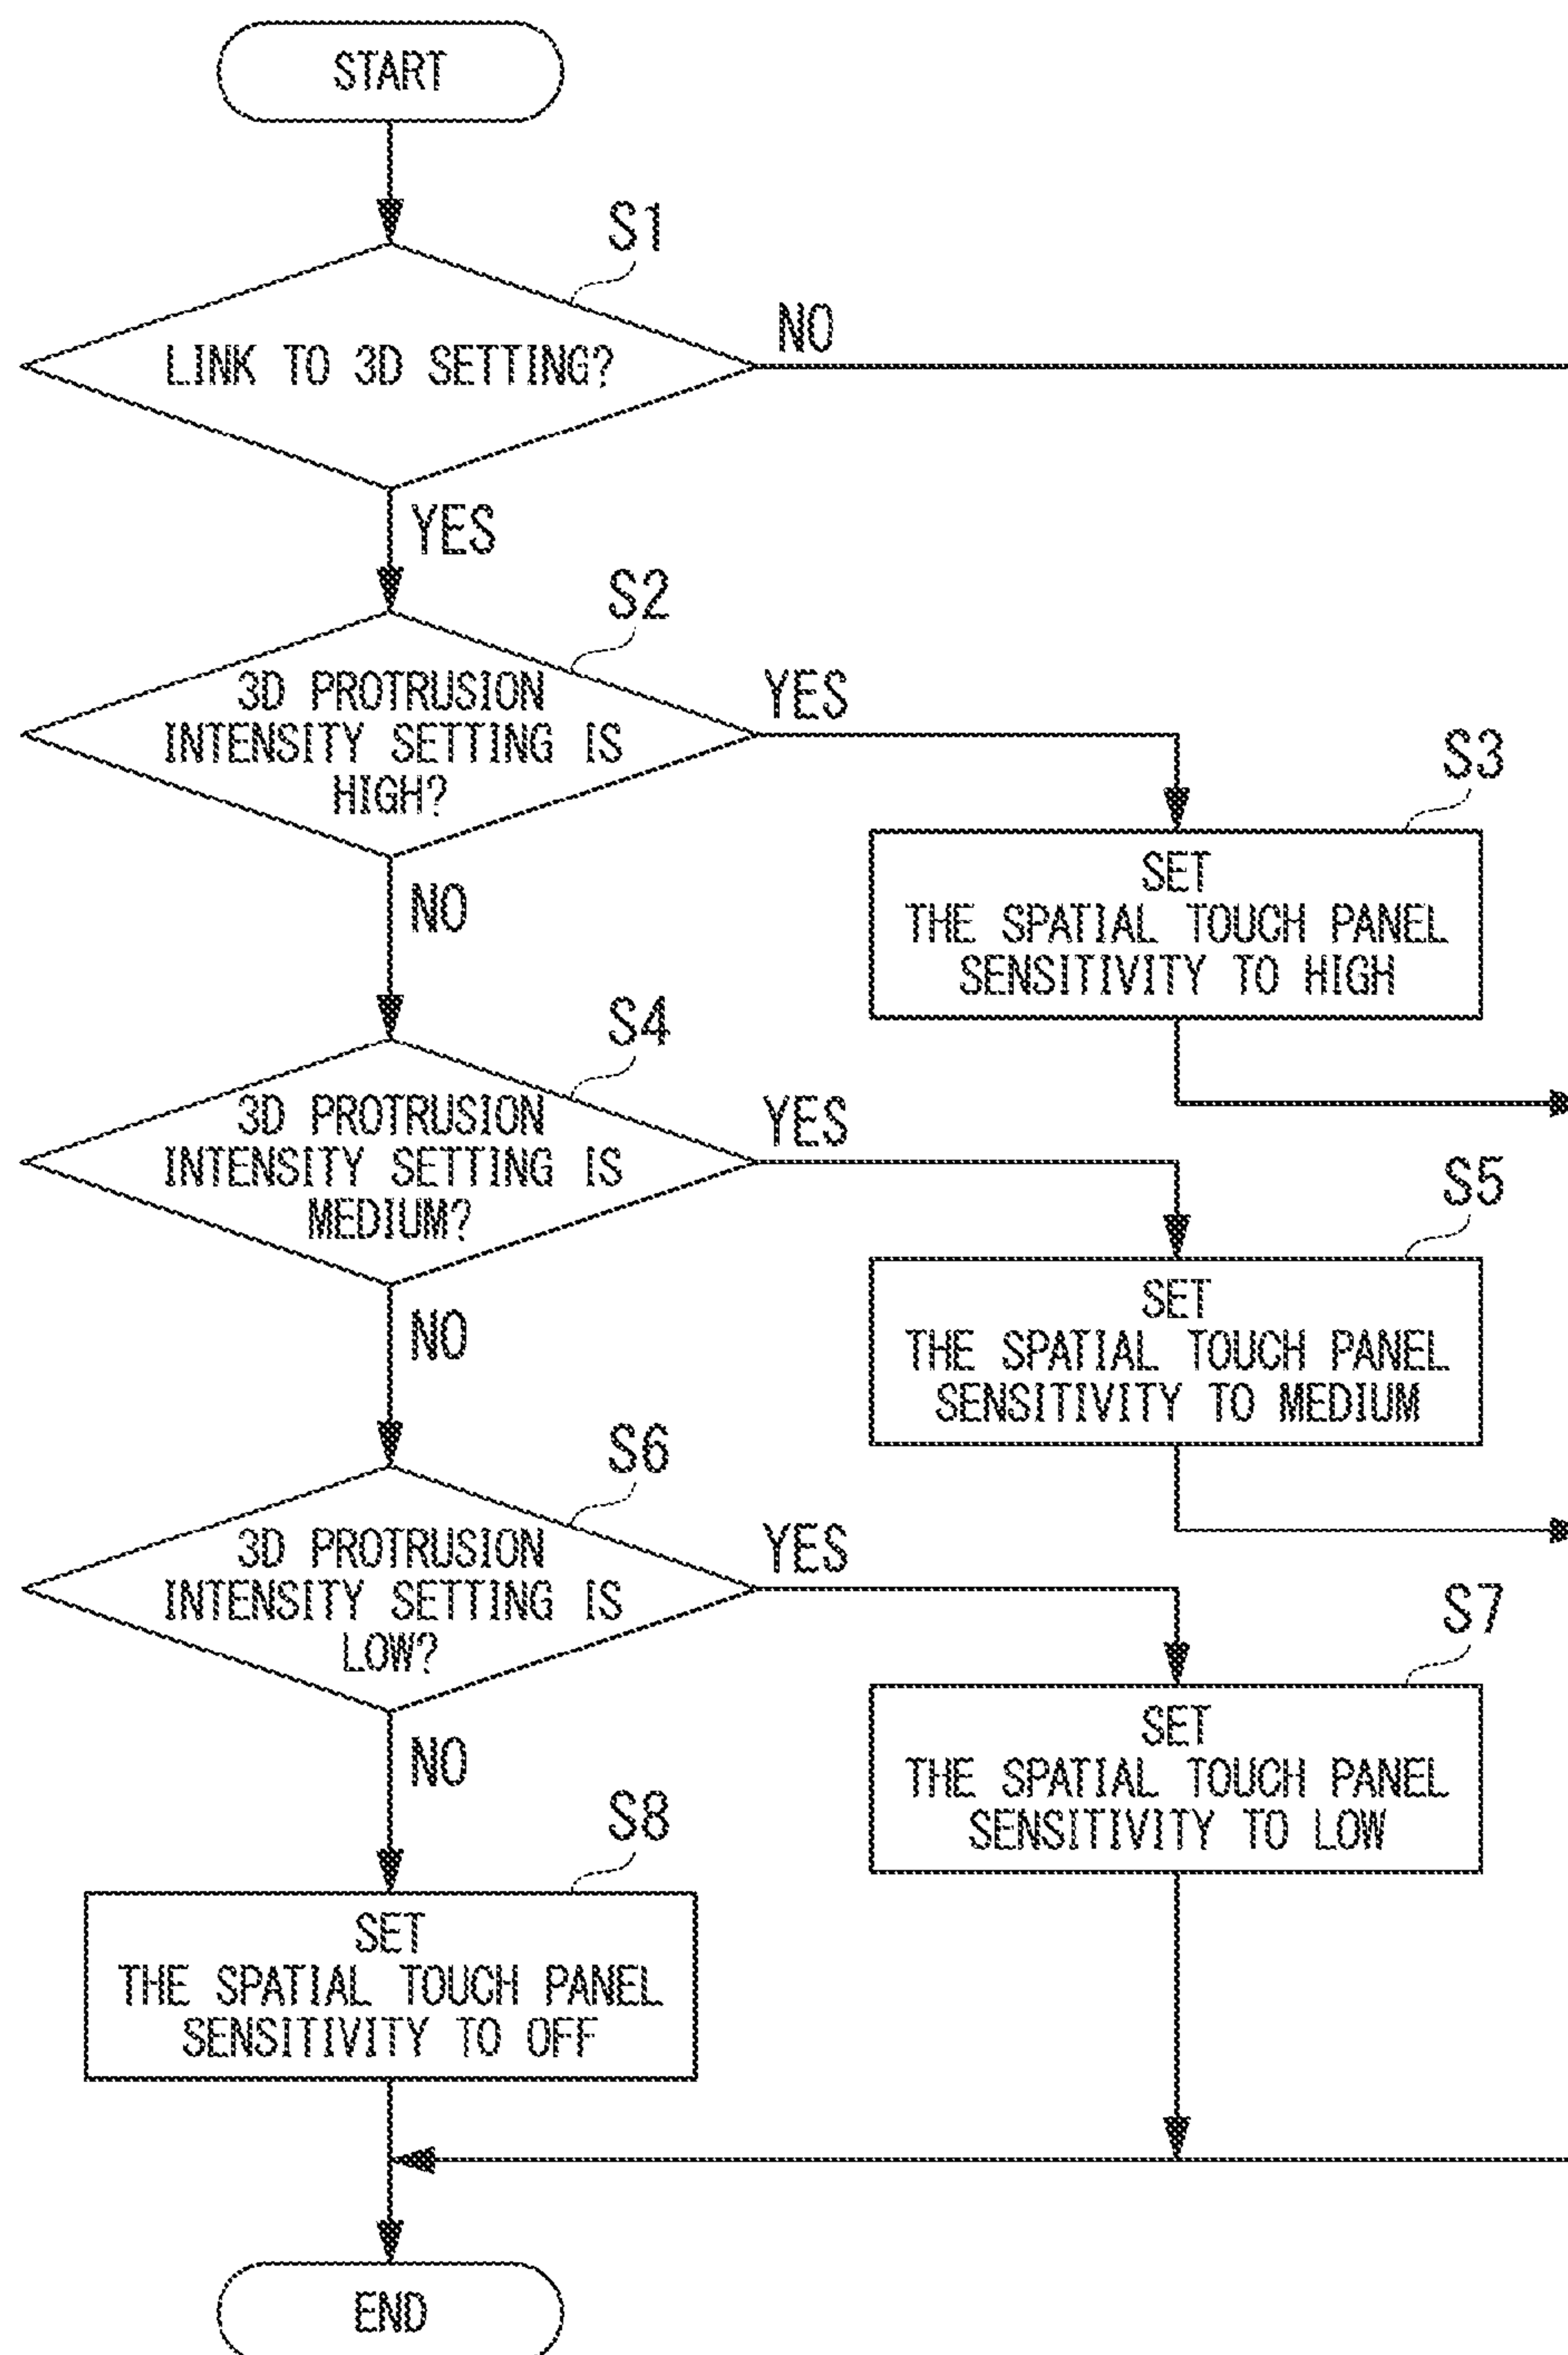 START
S1
LINK TO 3D SETTING?
NO
YES
S2
3D PROTRUSION
INTENSITY SETTING IS
HIGH?
YES
S3
SET
THE SPATIAL TOUCH PANEL
SENSITIVITY TO HIGH
NO
S4
3D PROTRUSION
INTENSITY SETTING IS
MEDIUM?
YES
S5
SET
THE SPATIAL TOUCH PANEL
SENSITIVITY TO MEDIUM
NO
S6
3D PROTRUSION
INTENSITY SETTING IS
LOW?
YES
S7
SET
THE SPATIAL TOUCH PANEL
SENSITIVITY TO LOW
NO
S8
SET
THE SPATIAL TOUCH PANEL
SENSITIVITY TO OFF
END